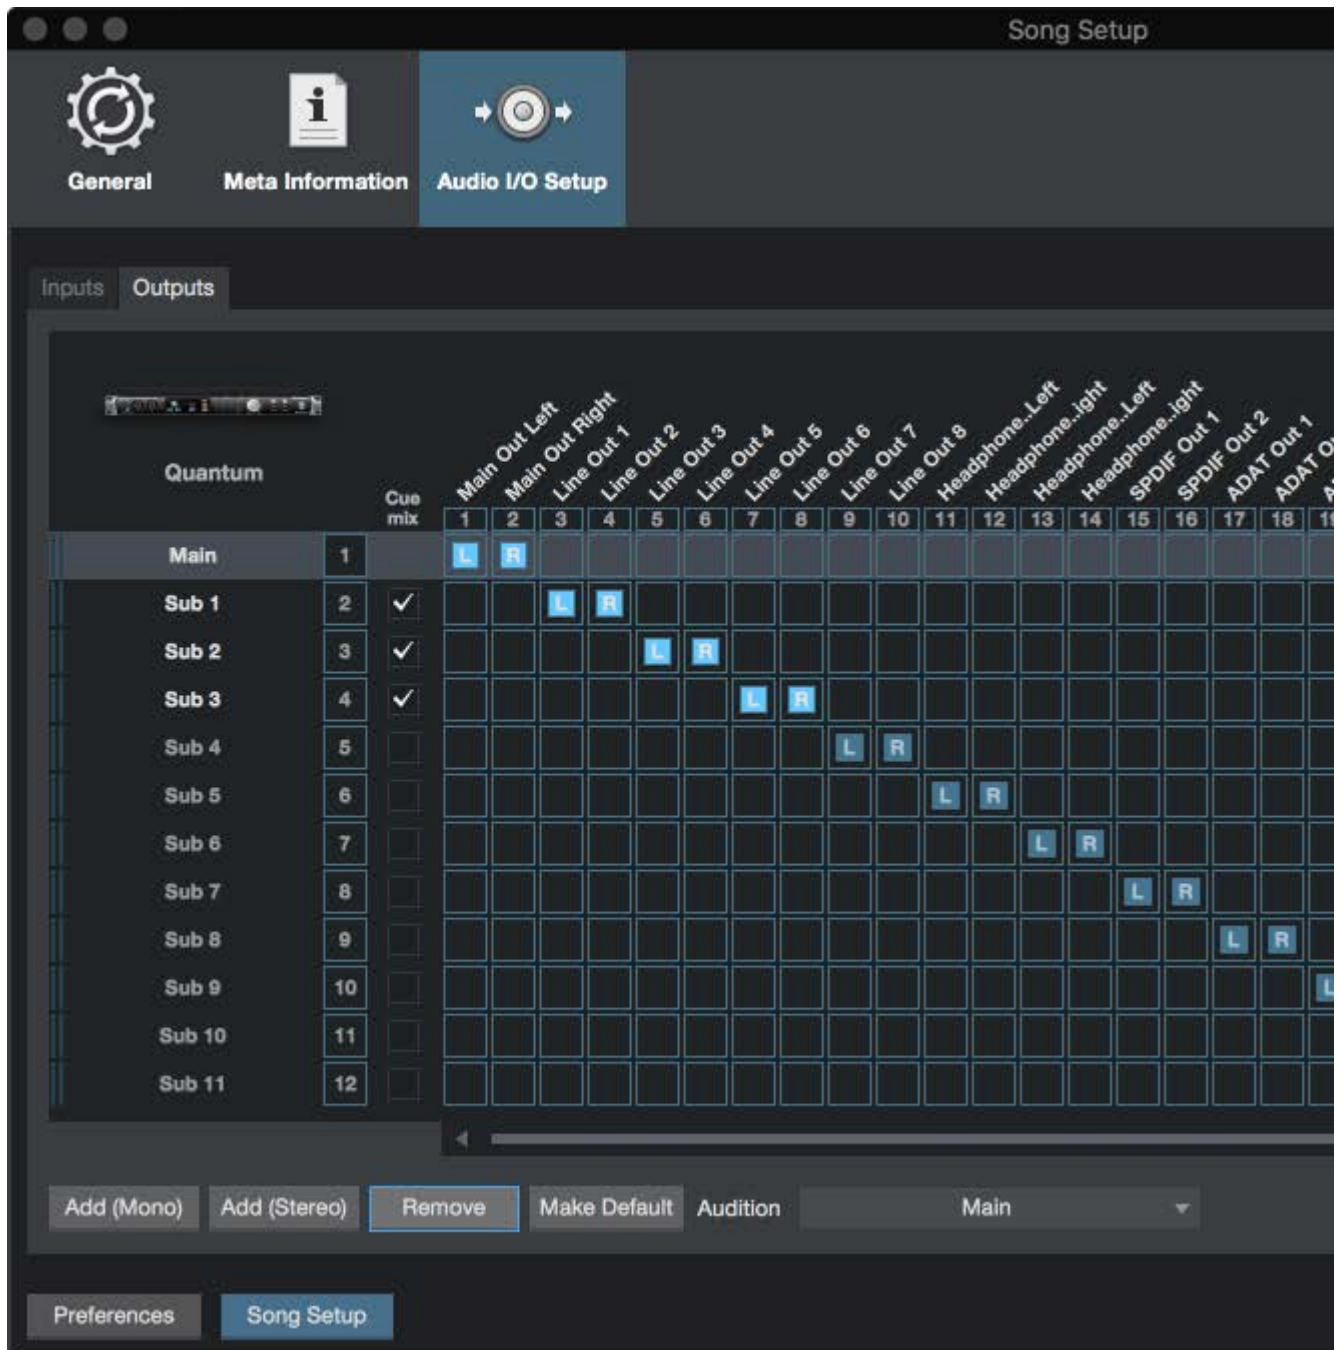 Song Setup
General Meta Information Audio I/O Setup
Inputs Outputs
Quantum
Cue mix
Main Out Left
Main Out Right
Line Out 1
Line Out 2
Line Out 3
Line Out 4
Line Out 5
Line Out 6
Line Out 7
Line Out 8
Headphone..Left
Headphone..ight
Headphone..Left
Headphone..ight
SPDIF Out 1
SPDIF Out 2
ADAT Out 1
ADAT O
1 2 3 4 5 6 7 8 9 10 11 12 13 14 15 16 17 18
Main 1 L R
Sub 1 2 L R
Sub 2 3 L R
Sub 3 4 L R
Sub 4 5 L R
Sub 5 6 L R
Sub 6 7 L R
Sub 7 8 L R
Sub 8 9 L R
Sub 9 10 L
Sub 10 11
Sub 11 12
Add (Mono) Add (Stereo) Remove Make Default Audition Main
Preferences Song Setup